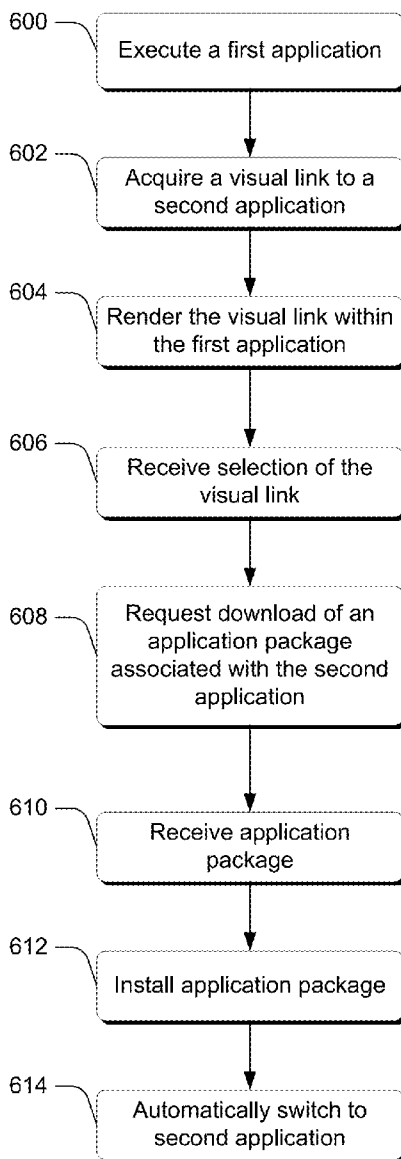 600
Execute a first application
602
Acquire a visual link to a
second application
604
Render the visual link within
the first application
606
Receive selection of the
visual link
608
Request download of an
application package
associated with the second
application
610
Receive application
package
612
Install application package
614
Automatically switch to
second application